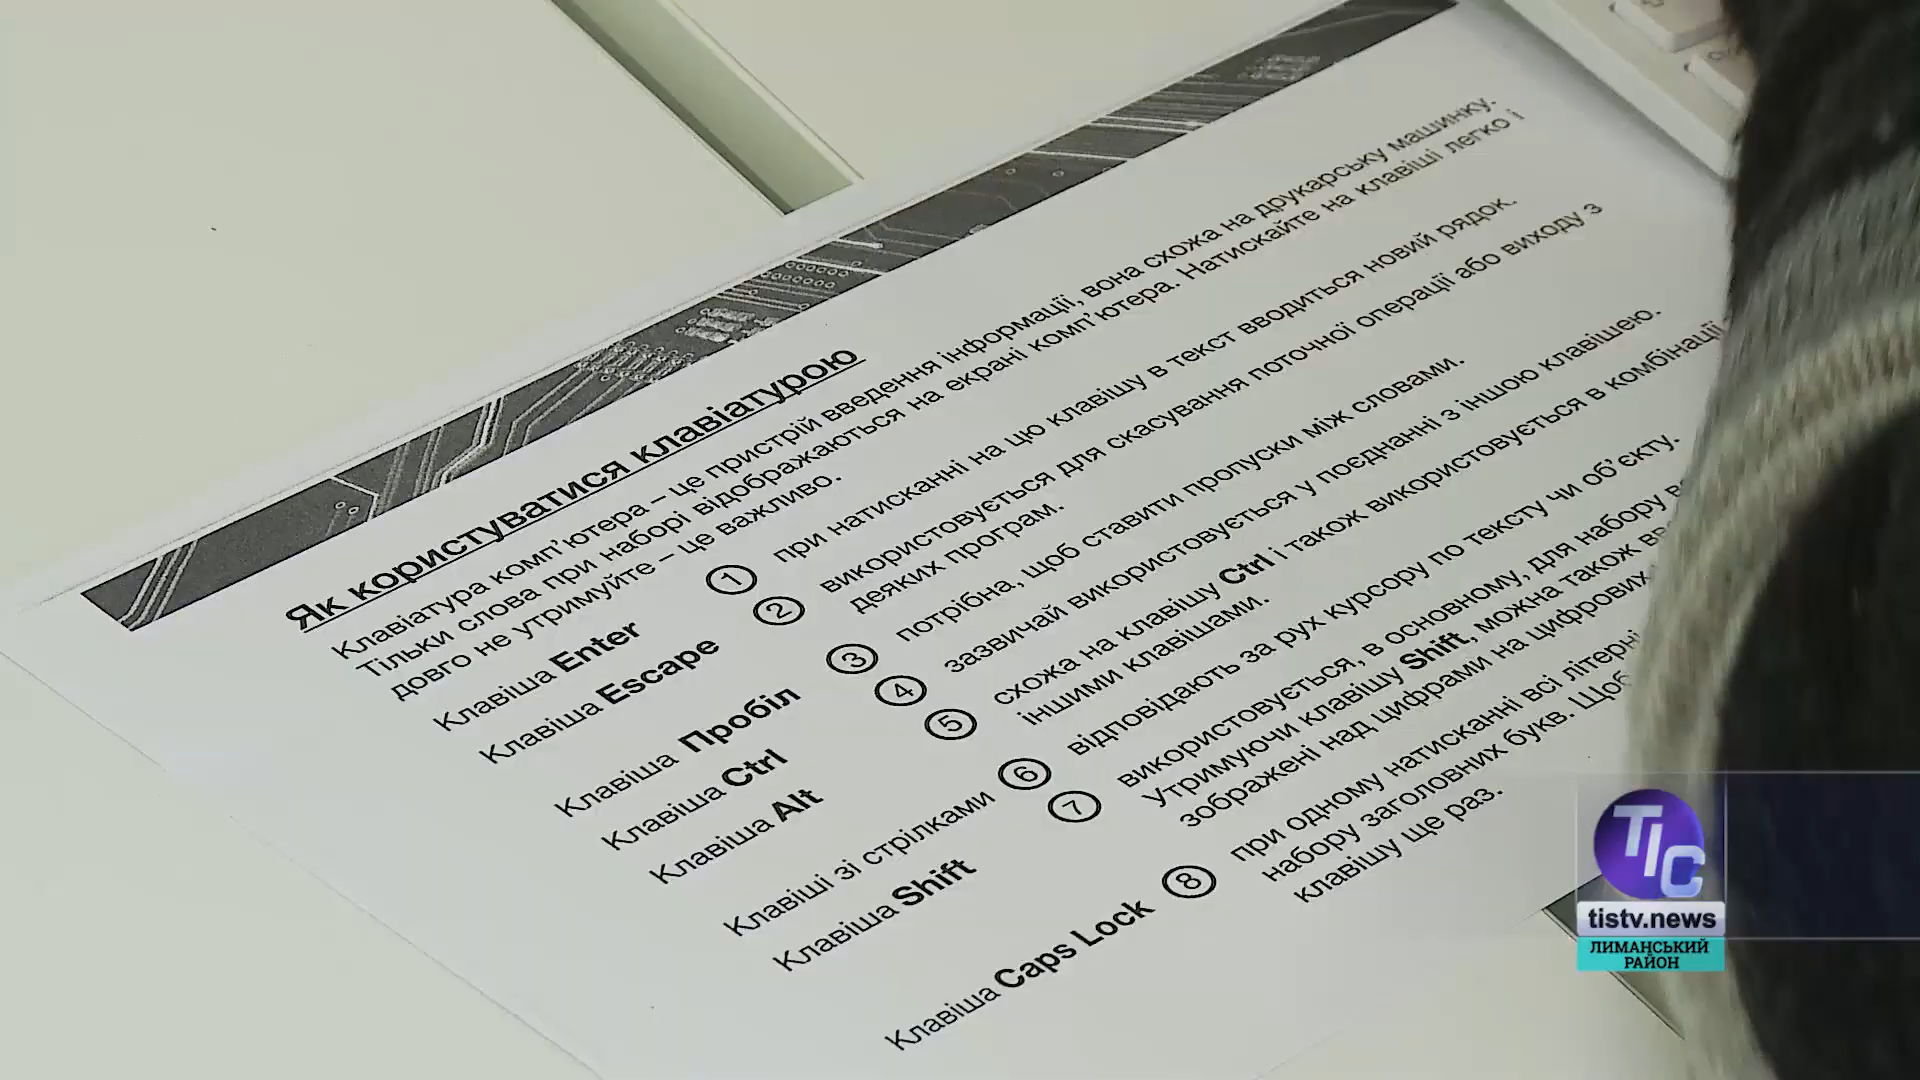 Як користуватися клавіатурою
Клавіатура комп'ютера – це пристрій введення інформації, вона схожа на друкарську машинку.
Тільки слова при наборі відображаються на екрані комп'ютера. Натискайте на клавіші легко і
довго не утримуйте – це важливо.
Клавіша Enter 1 при натисканні на цю клавішу в текст вводиться новий рядок.
Клавіша Escape 2 використовується для скасування поточної операції або виходу з
деяких програм.
Клавіша Пробіл 3 потрібна, щоб ставити пропуски між словами.
Клавіша Ctrl 4 зазвичай використовується у поєднанні з іншою клавішею.
Клавіша Alt 5 схожа на клавішу Ctrl і також використовується в комбінації
іншими клавішами.
Клавіші зі стрілками 6 відповідають за рух курсору по тексту чи об'єкту.
Клавіша Shift 7 використовується, в основному, для набору
Утримуючи клавішу Shift, можна також
зображені над цифрами на цифрових
Клавіша Caps Lock 8 при одному натисканні всі
набору заголовних букв. Щоб
клавішу ще раз.
ТІС
tistv.news
ЛИМАНСЬКИЙ
РАЙОН